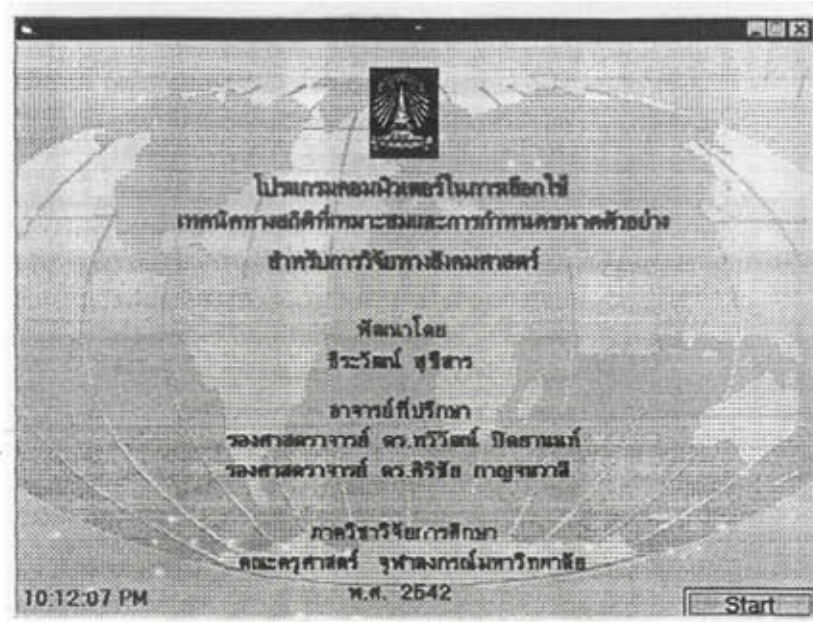 โปรแกรมคอมพิวเตอร์ในการเลือกใช้
เทคนิคทางสถิติที่เหมาะสมและการกำหนดขนาดตัวอย่าง
สำหรับการวิจัยทางสังคมศาสตร์
พัฒนาโดย
ธีระวัฒน์ สุขีสาร
อาจารย์ที่ปรึกษา
รองศาสตราจารย์ ดร.ทวีวัฒน์ ปิตยานนท์
รองศาสตราจารย์ ดร.ศิริชัย กาญจนวาสี
ภาควิชาวิจัยการศึกษา
คณะครุศาสตร์ จุฬาลงกรณ์มหาวิทยาลัย
พ.ศ. 2542
10:12:07 PM
Start